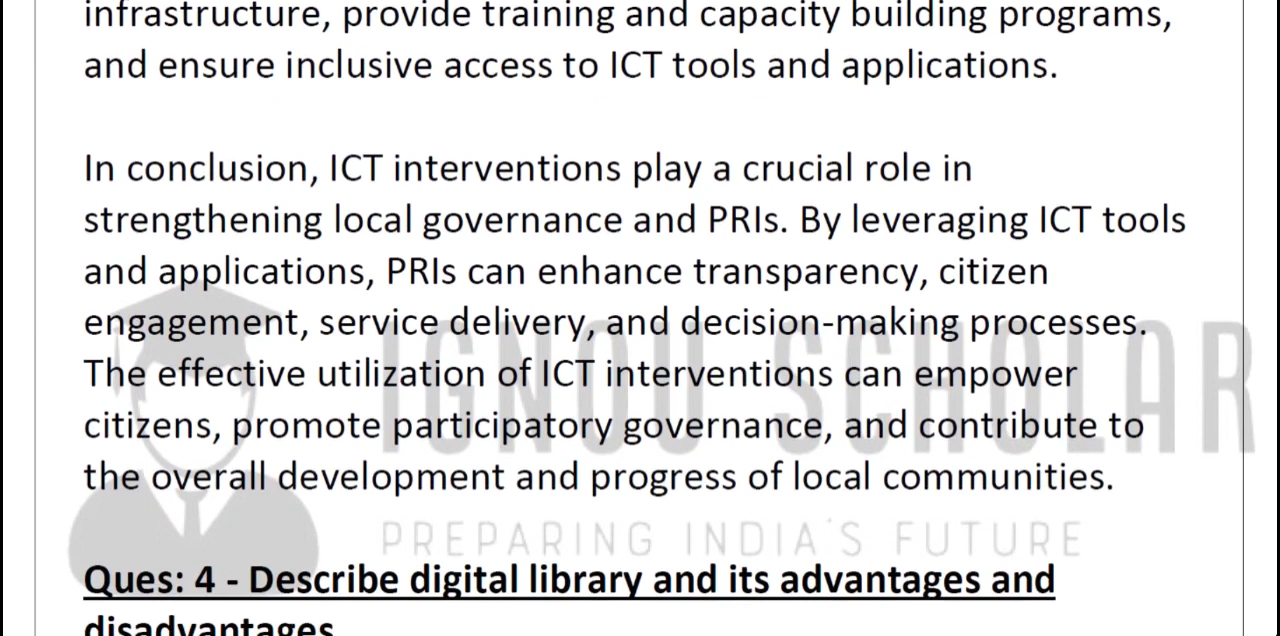 infrastructure, provide training and capacity building programs,
and ensure inclusive access to ICT tools and applications.
In conclusion, ICT interventions play a crucial role in
strengthening local governance and PRIs. By leveraging ICT tools
and applications, PRIs can enhance transparency, citizen
engagement, service delivery, and decision-making processes.
The effective utilization of ICT interventions can empower
citizens, promote participatory governance, and contribute to
the overall development and progress of local communities.
IGNOU SCHOLAR
PREPARING INDIA'S FUTURE
Ques: 4 - Describe digital library and its advantages and
disadvantages